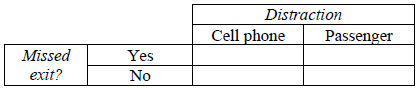 Distraction
Cell phone Passenger
Missed exit? Yes
No